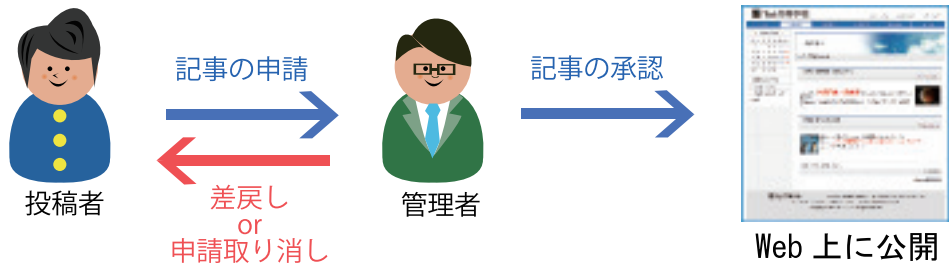 記事の申請
記事の承認
投稿者
差戻し
or
申請取り消し
管理者
Web 上に公開